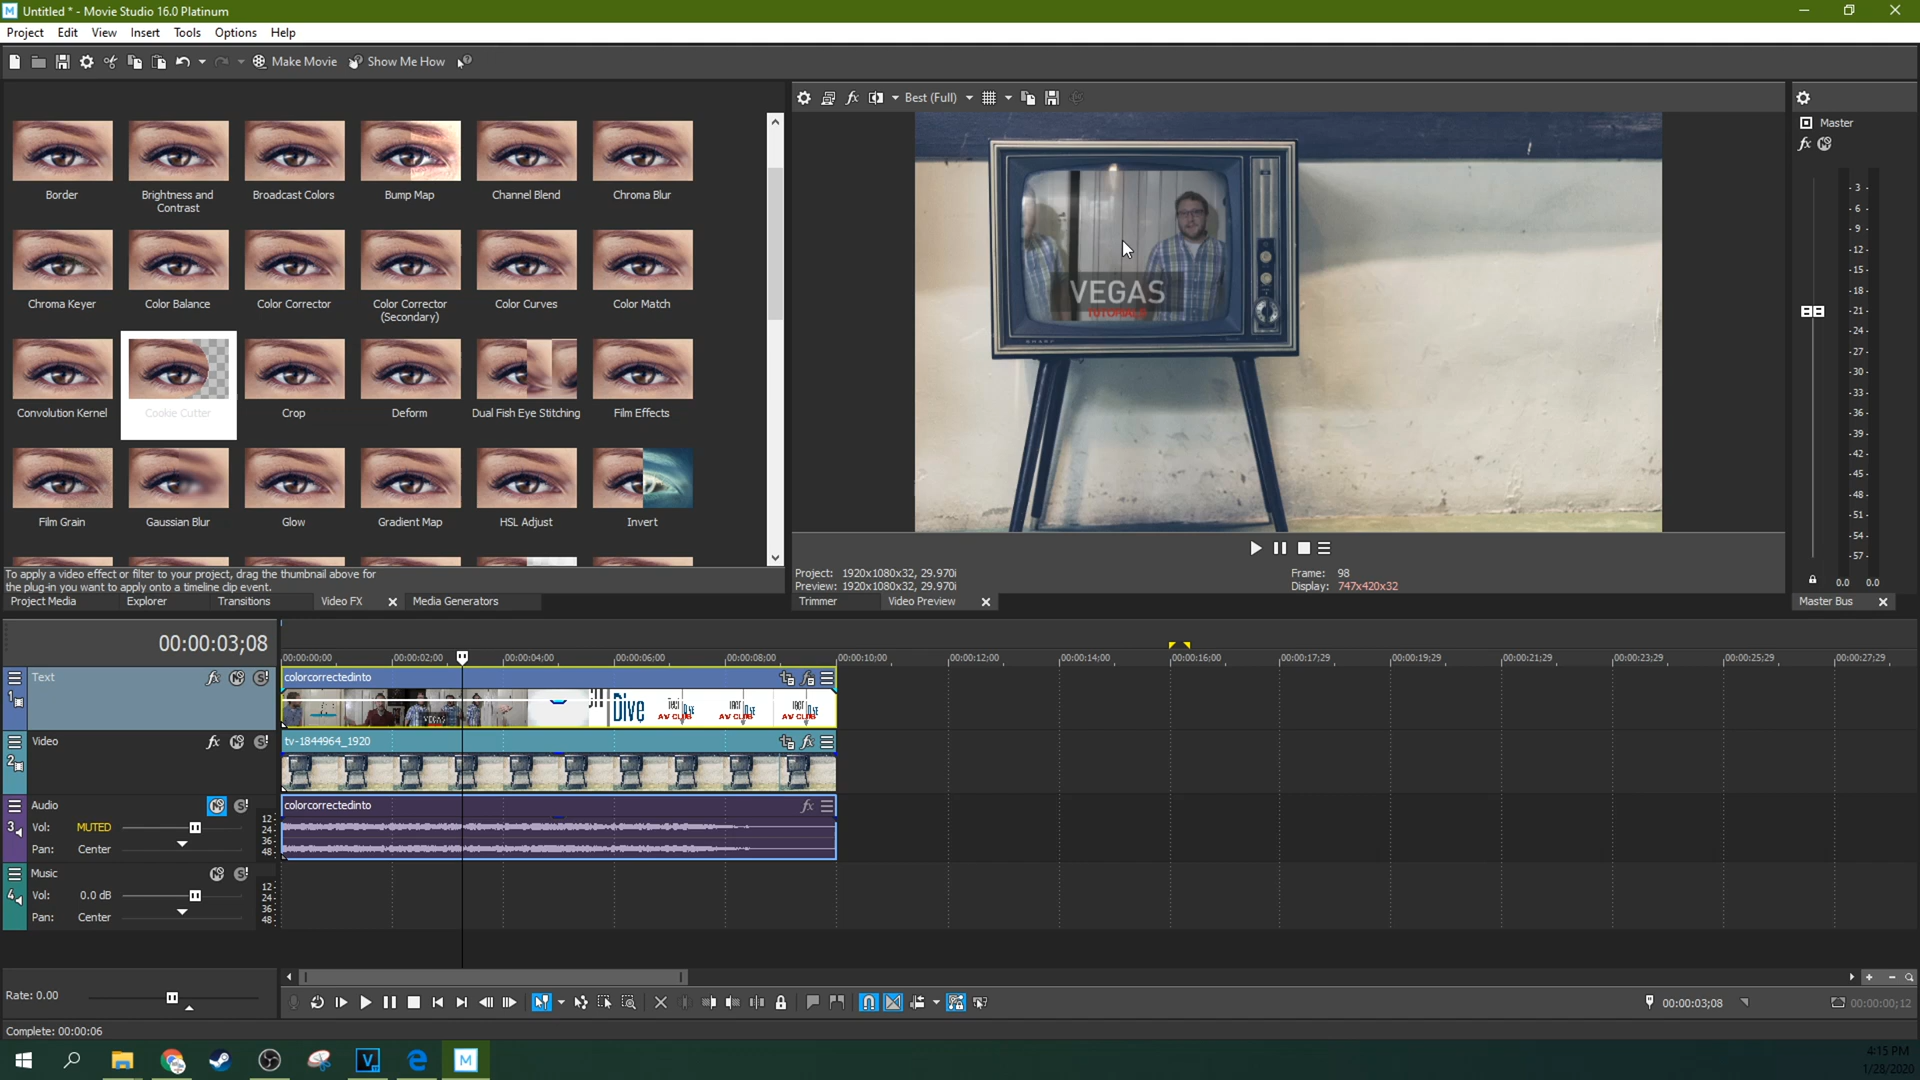 Untitled * - Movie Studio 16.0 Platinum
Project Edit View Insert Tools Options Help
Make Movie Show Me How
Best (Full)
Border Brightness and Contrast Broadcast Colors Bump Map Channel Blend Chroma Blur
Chroma Keyer Color Balance Color Corrector Color Corrector (Secondary) Color Curves Color Match
Convolution Kernel Cookie Cutter Crop Deform Dual Fish Eye Stitching Film Effects
Film Grain Gaussian Blur Glow Gradient Map HSL Adjust Invert
To apply a video effect or filter to your project, drag the thumbnail above for
the plug-in you want to apply onto a timeline clip event.
Project Media Explorer Transitions Video FX Media Generators
VEGAS
TUTORIALS
SHARP
Project: 1920x1080x32, 29.970i
Preview: 1920x1080x32, 29.970i
Frame: 98
Display: 747x420x32
Trimmer Video Preview
Master
- 3 -
- 6 -
- 9 -
-12-
-15-
-18-
-21-
-24-
-27-
-30-
-33-
-36-
-39-
-42-
-45-
-48-
-51-
-54-
-57-
0.0 0.0
Master Bus
00:00:03;08
00:00:00;00 00:00:02;00 00:00:04;00 00:00:06;00 00:00:08;00 00:00:10;00 00:00:12;00 00:00:14;00 00:00:16;00 00:00:17;29 00:00:19;29 00:00:21;29 00:00:23;29 00:00:25;29 00:00:27;29
1 Text
colorcorrectedinto
VEGAS
Dive
AV CLUB AV CLUB AV CLUB
2 Video
tv-1844964_1920
3 Audio
Vol: MUTED
Pan: Center
12-
24-
36-
48-
colorcorrectedinto
4 Music
Vol: 0.0 dB
Pan: Center
12-
24-
36-
48-
Rate: 0.00
00:00:03;08 00:00:00;12
Complete: 00:00:06
4:15 PM
1/28/2020